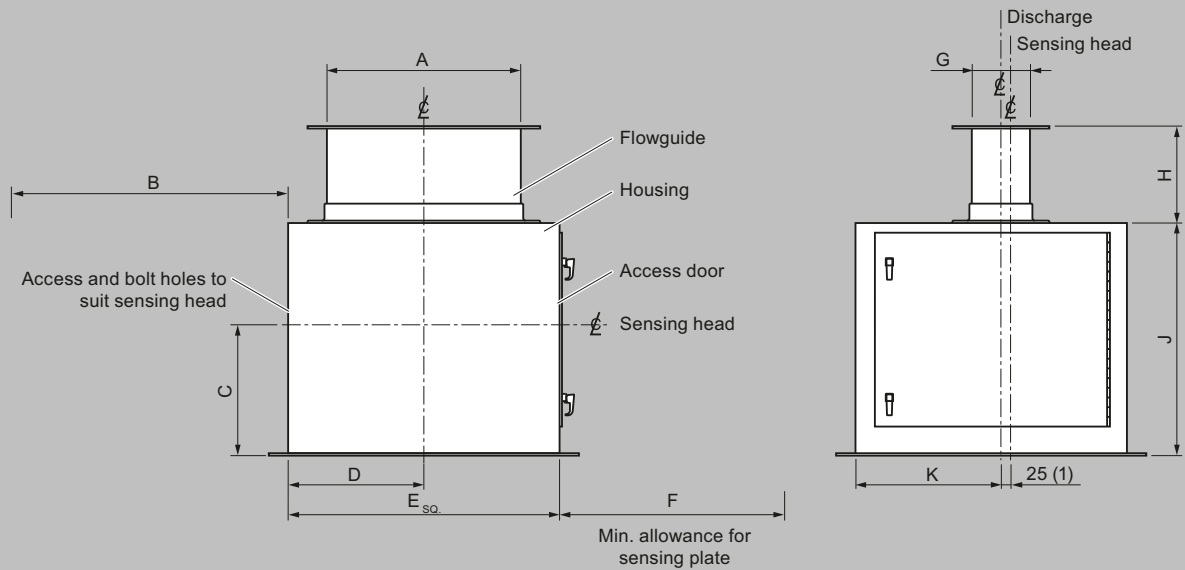 Discharge
Sensing head
A
G
℄
℄
℄
Flowguide
H
B
Housing
Access and bolt holes to
suit sensing head
Access door
℄ Sensing head
C
J
D
K
25 (1)
E SQ.
F
Min. allowance for
sensing plate